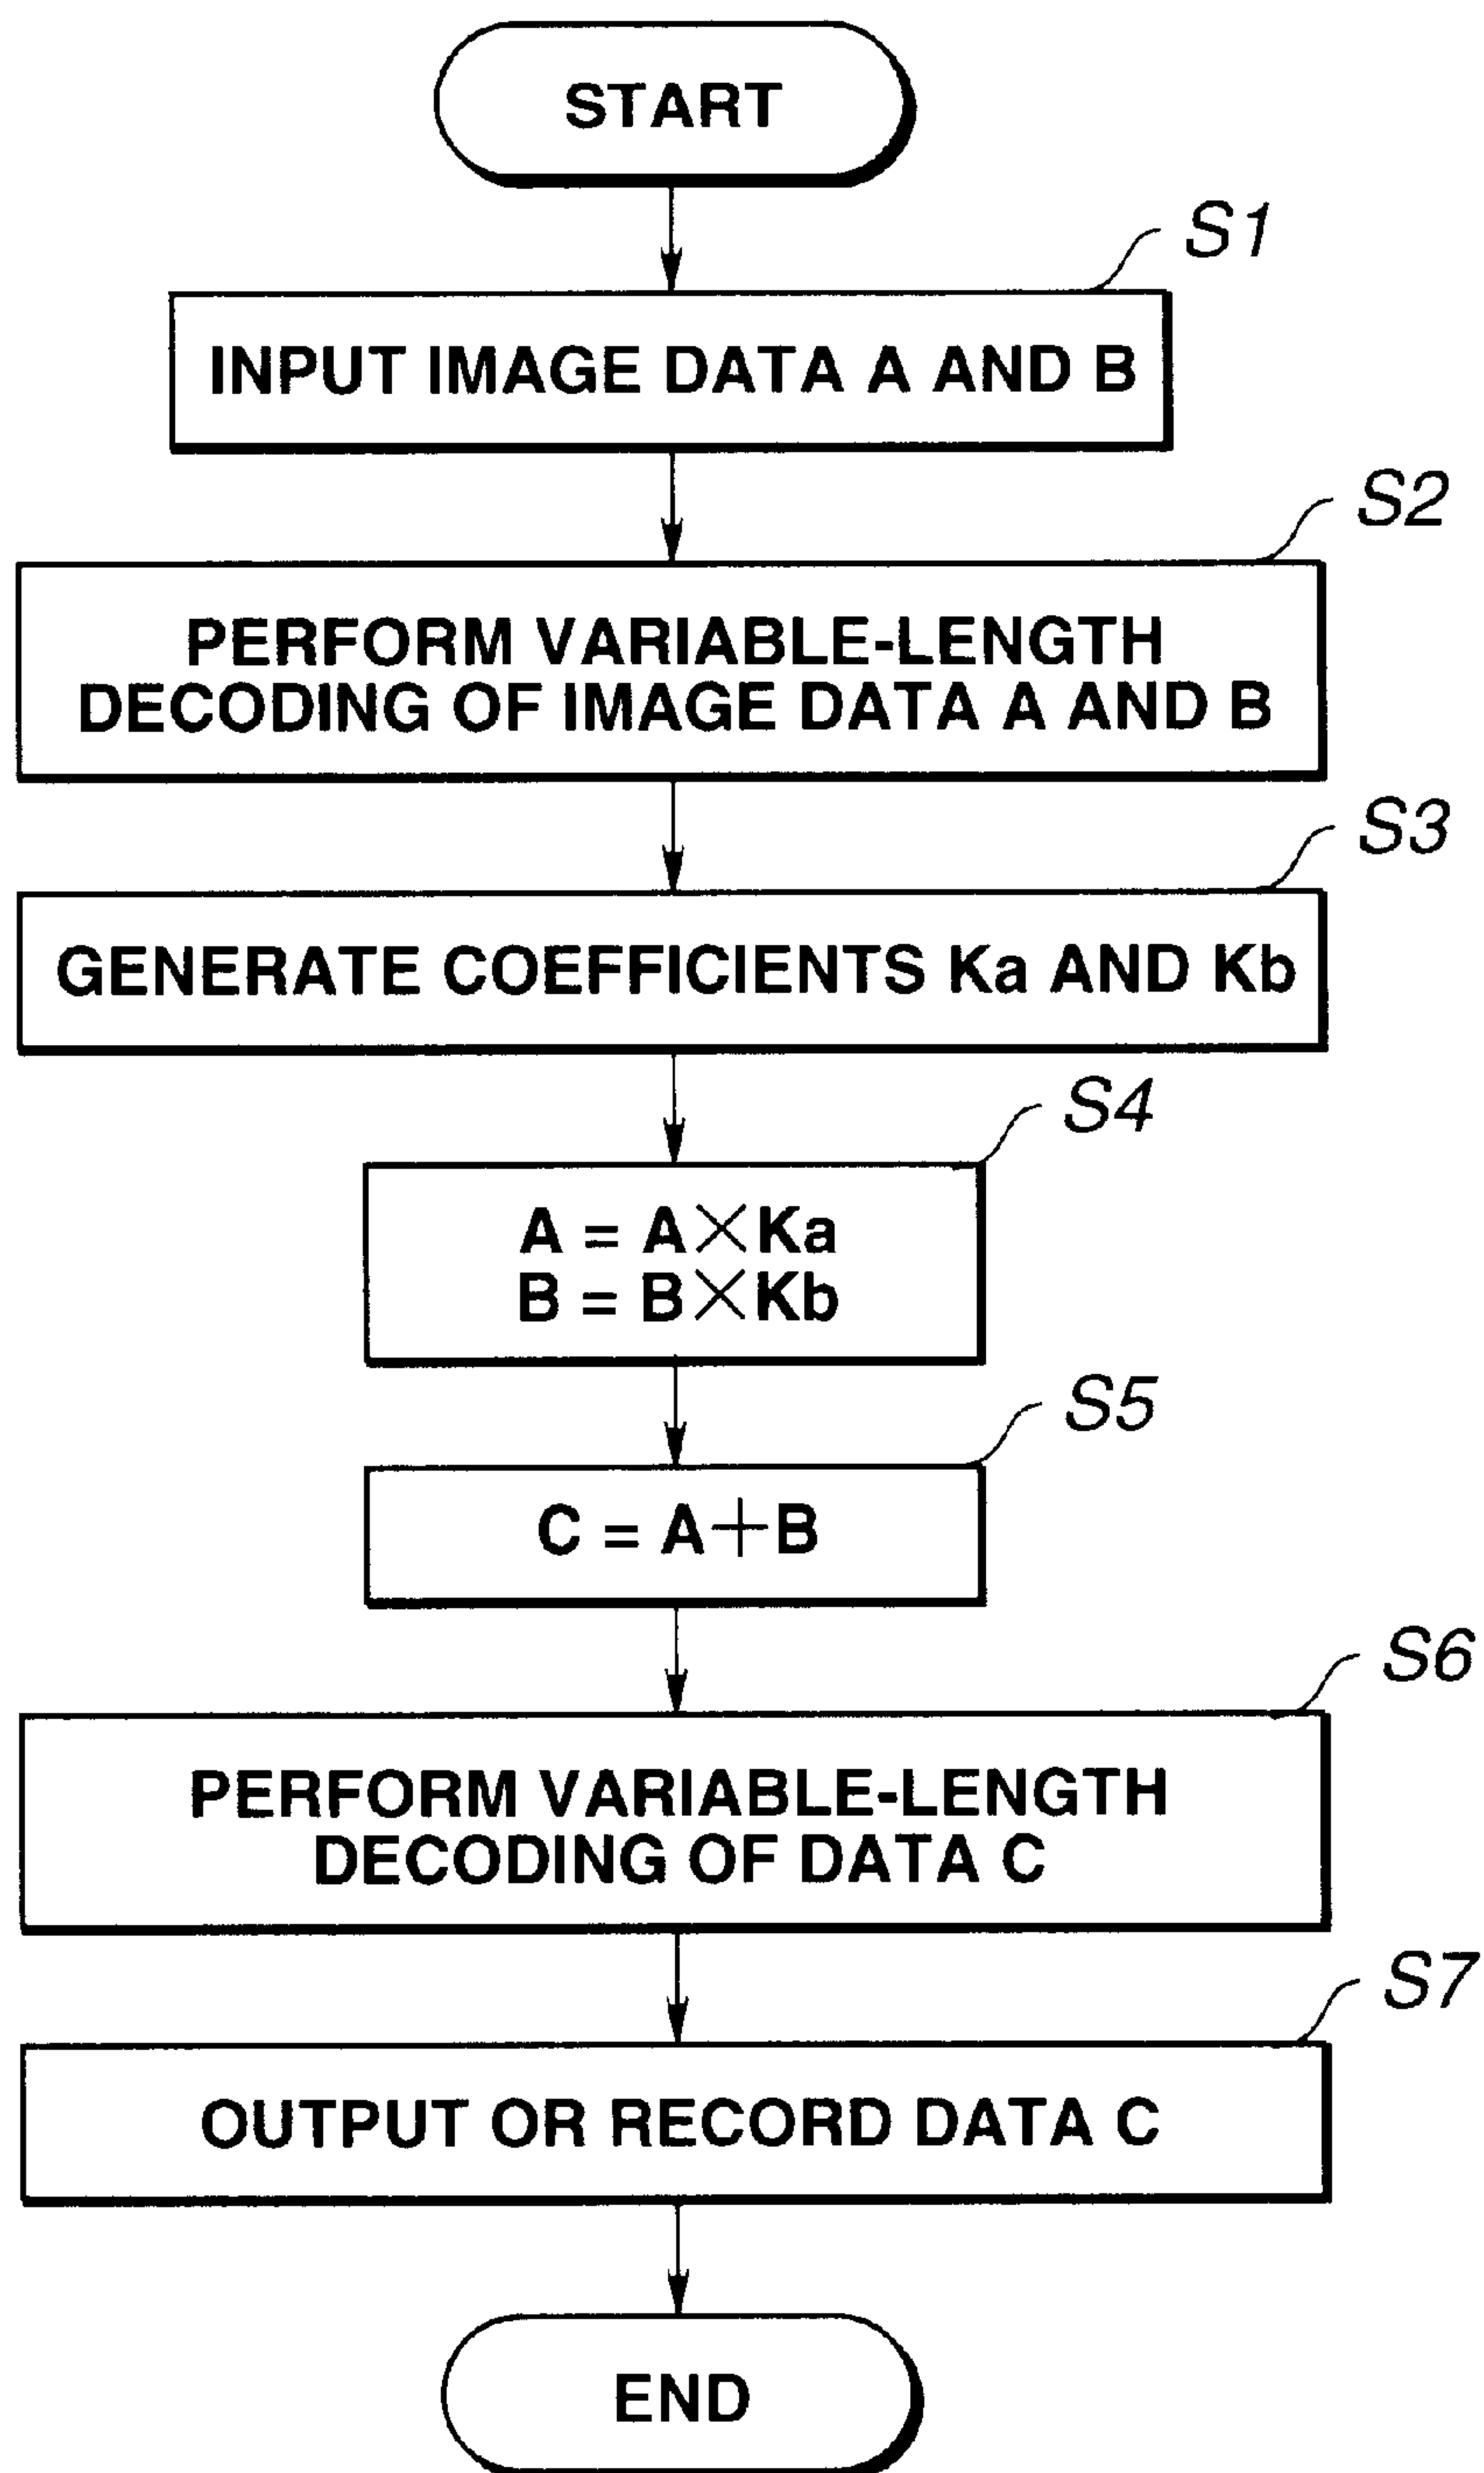 START
S1
INPUT IMAGE DATA A AND B
S2
PERFORM VARIABLE-LENGTH
DECODING OF IMAGE DATA A AND B
S3
GENERATE COEFFICIENTS Ka AND Kb
S4
A = A×Ka
B = B×Kb
S5
C = A+B
S6
PERFORM VARIABLE-LENGTH
DECODING OF DATA C
S7
OUTPUT OR RECORD DATA C
END